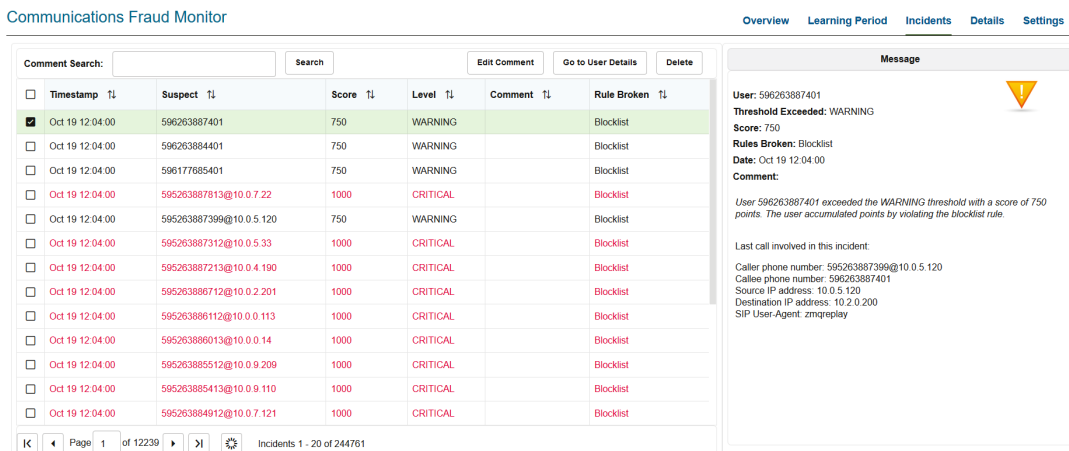 Communications Fraud Monitor
Overview Learning Period Incidents Details Settings
Comment Search: Search Edit Comment Go to User Details Delete
Timestamp Suspect Score Level Comment Rule Broken
Oct 19 12:04:00 596263887401 750 WARNING Blocklist
Oct 19 12:04:00 596263884401 750 WARNING Blocklist
Oct 19 12:04:00 596177685401 750 WARNING Blocklist
Oct 19 12:04:00 595263887813@10.0.7.22 1000 CRITICAL Blocklist
Oct 19 12:04:00 595263887399@10.0.5.120 750 WARNING Blocklist
Oct 19 12:04:00 595263887312@10.0.5.33 1000 CRITICAL Blocklist
Oct 19 12:04:00 595263887213@10.0.4.190 1000 CRITICAL Blocklist
Oct 19 12:04:00 595263886712@10.0.2.201 1000 CRITICAL Blocklist
Oct 19 12:04:00 595263886112@10.0.0.113 1000 CRITICAL Blocklist
Oct 19 12:04:00 595263886013@10.0.0.14 1000 CRITICAL Blocklist
Oct 19 12:04:00 595263885512@10.0.9.209 1000 CRITICAL Blocklist
Oct 19 12:04:00 595263885413@10.0.9.110 1000 CRITICAL Blocklist
Oct 19 12:04:00 595263884912@10.0.7.121 1000 CRITICAL Blocklist
Page 1 of 12239 Incidents 1 - 20 of 244761
Message
User: 596263887401
Threshold Exceeded: WARNING
Score: 750
Rules Broken: Blocklist
Date: Oct 19 12:04:00
Comment:
User 596263887401 exceeded the WARNING threshold with a score of 750
points. The user accumulated points by violating the blocklist rule.
Last call involved in this incident:
Caller phone number: 595263887399@10.0.5.120
Callee phone number: 596263887401
Source IP address: 10.0.5.120
Destination IP address: 10.2.0.200
SIP User-Agent: zmqreplay